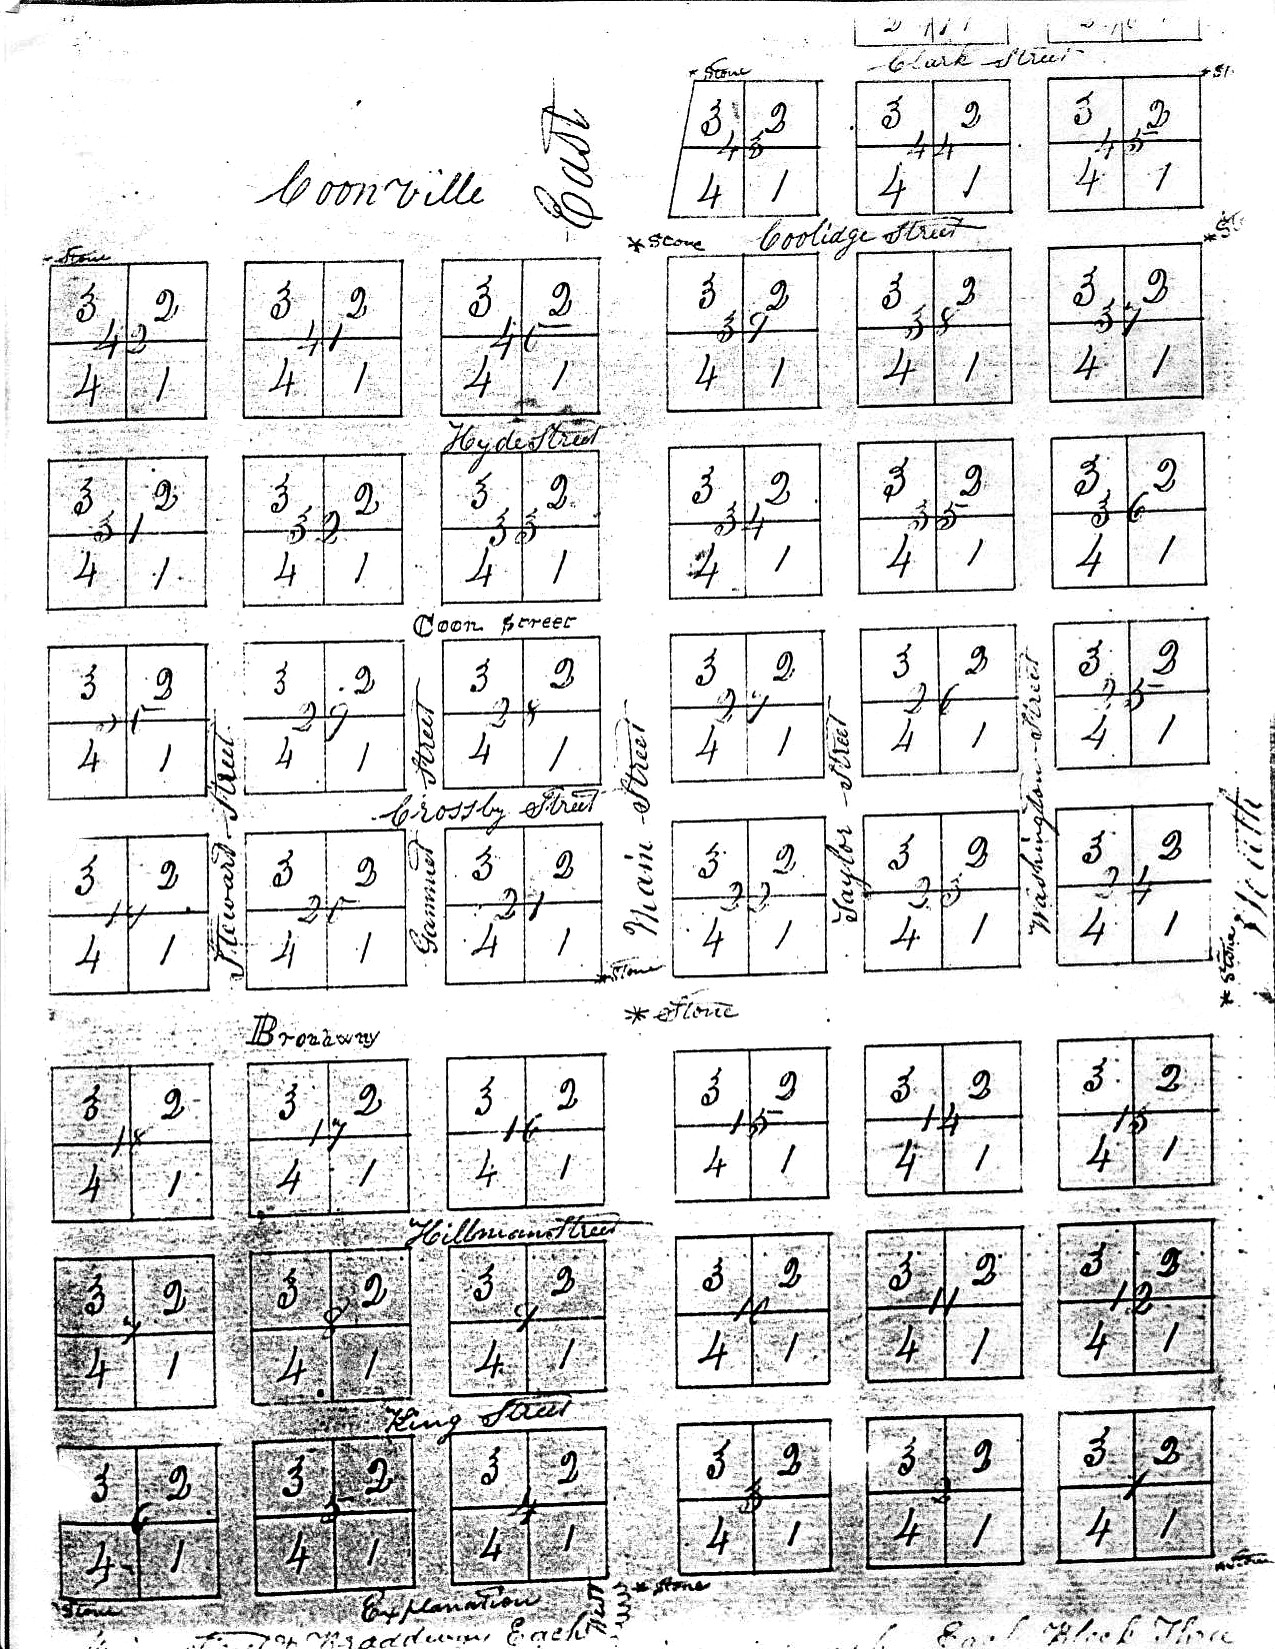 Clark Street
* Stone
3 2 3 2 3 2
43 44 45
4 1 4 1 4 1
Coonville
East
* Stone Coolidge Street
Stone
3 2 3 2 3 2 3 2 3 2 3 2
42 41 40 39 38 37
4 1 4 1 4 1 4 1 4 1 4 1
Hyde Street
3 2 3 2 3 2 3 2 3 2 3 2
31 32 33 34 35 36
4 1 4 1 4 1 4 1 4 1 4 1
Coon Street
3 2 3 2 3 2 3 2 3 2 3 2
30 29 28 27 26 25
4 1 4 1 4 1 4 1 4 1 4 1
Steward Street
Gannet Street
Main Street
Taylor Street
Washington Street
Crossby Street
3 2 3 2 3 2 3 2 3 2 3 2
19 20 21 22 23 24
4 1 4 1 4 1 4 1 4 1 4 1
* Stone
* Stone
* Stone
Broadway
3 2 3 2 3 2 3 2 3 2 3 2
18 17 16 15 14 13
4 1 4 1 4 1 4 1 4 1 4 1
Hillman Street
3 2 3 2 3 2 3 2 3 2 3 2
7 8 9 10 11 12
4 1 4 1 4 1 4 1 4 1 4 1
King Street
3 2 3 2 3 2 3 2 3 2 3 2
6 5 4 3 2 1
4 1 4 1 4 1 4 1 4 1 4 1
Stone
* Stone
West
Explanation
Each
Each Block